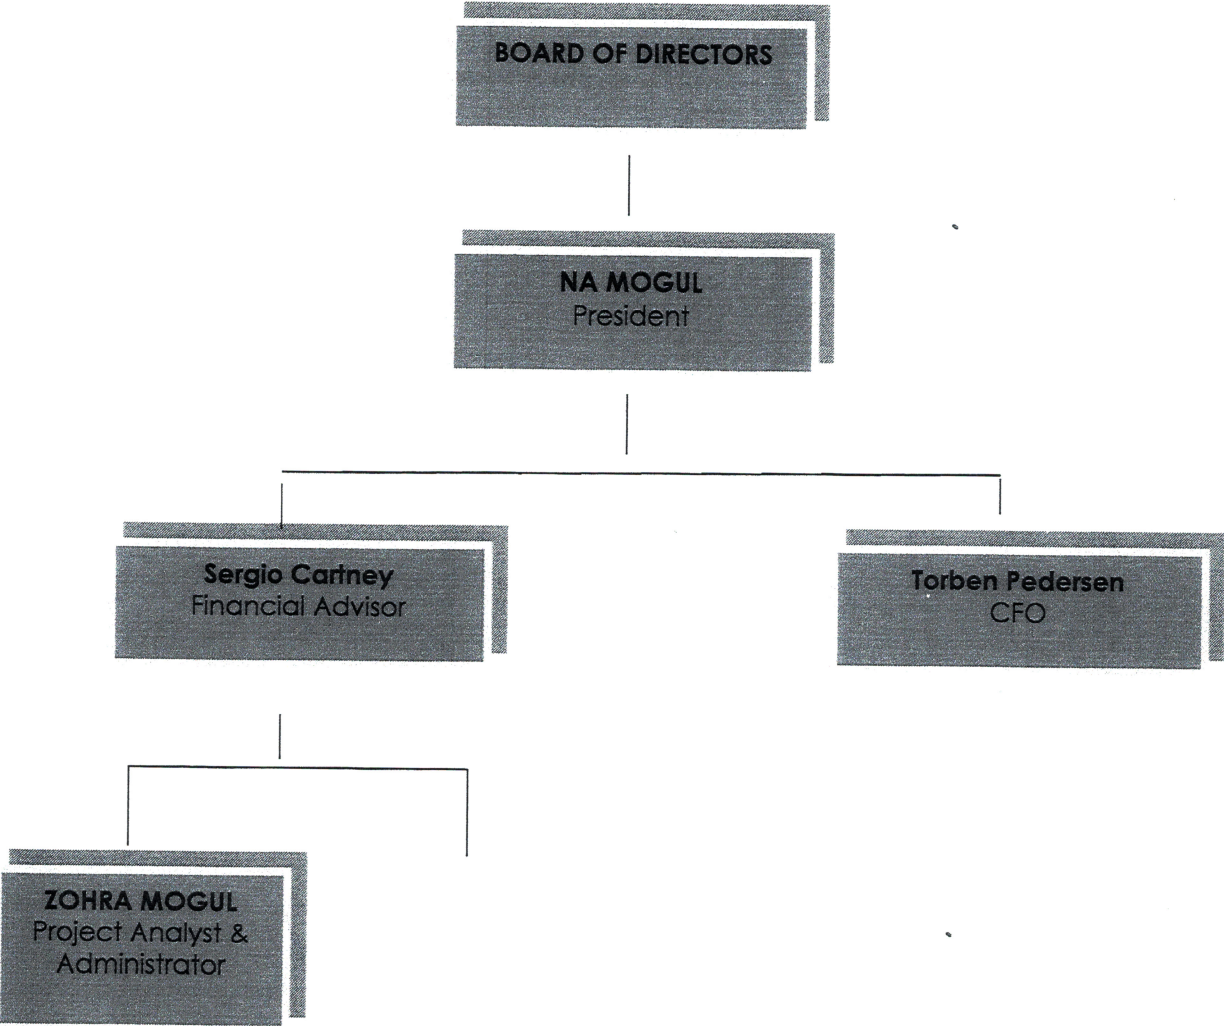 BOARD OF DIRECTORS
NA MOGUL
President
Sergio Cartney
Financial Advisor
Torben Pedersen
CFO
ZOHRA MOGUL
Project Analyst &
Administrator